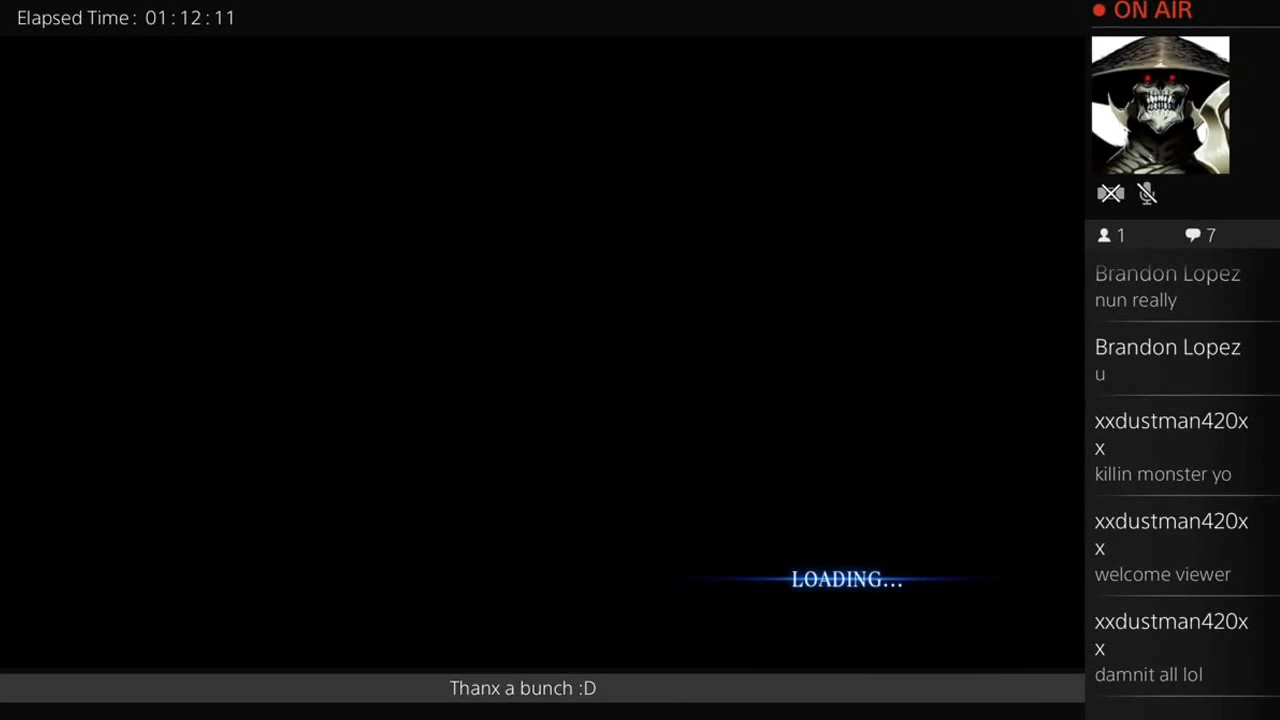 Elapsed Time: 01:12:11
ON AIR
1 7
Brandon Lopez
nun really
Brandon Lopez
u
xxdustman420x
x
killin monster yo
xxdustman420x
x
welcome viewer
xxdustman420x
x
damnit all lol
LOADING...
Thanx a bunch :D